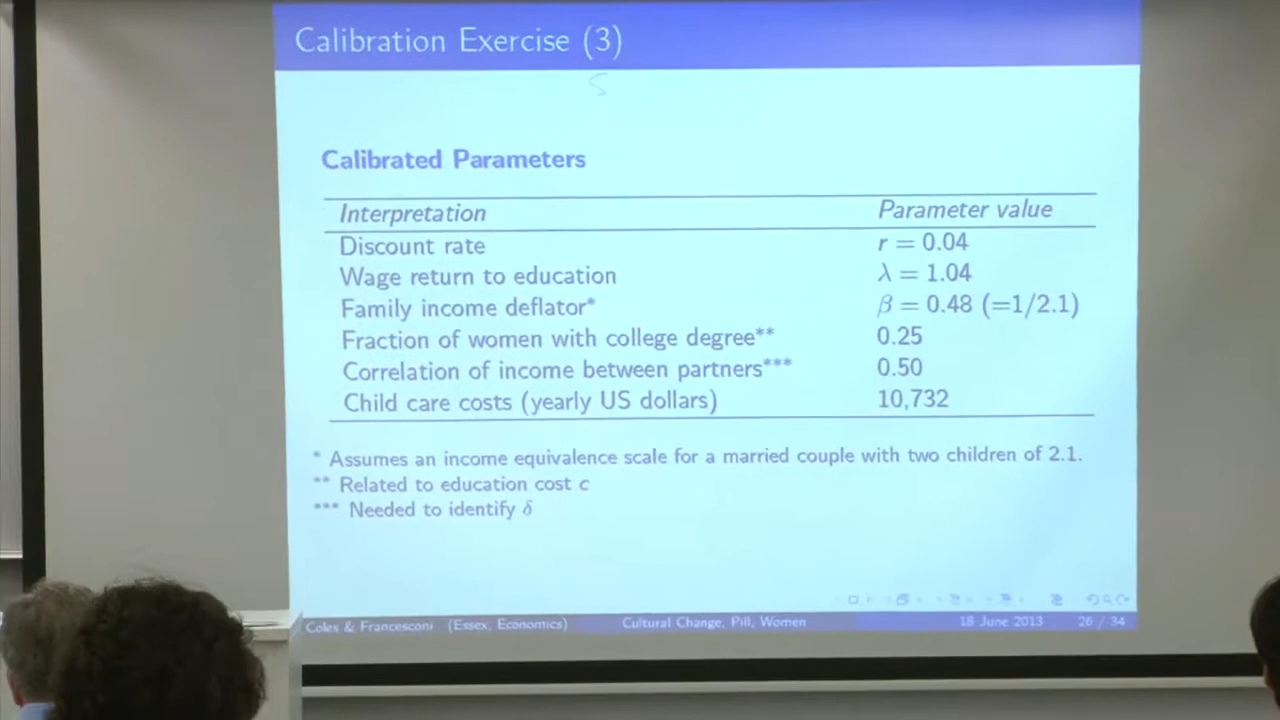 Calibration Exercise (3)
Calibrated Parameters
Interpretation Parameter value
Discount rate r = 0.04
Wage return to education λ = 1.04
Family income deflator* β = 0.48 (=1/2.1)
Fraction of women with college degree** 0.25
Correlation of income between partners*** 0.50
Child care costs (yearly US dollars) 10,732
* Assumes an income equivalence scale for a married couple with two children of 2.1.
** Related to education cost c
*** Needed to identify δ
Coles & Francesconi (Essex, Economics) Cultural Change, Pill, Women 18 June 2013 26 / 34